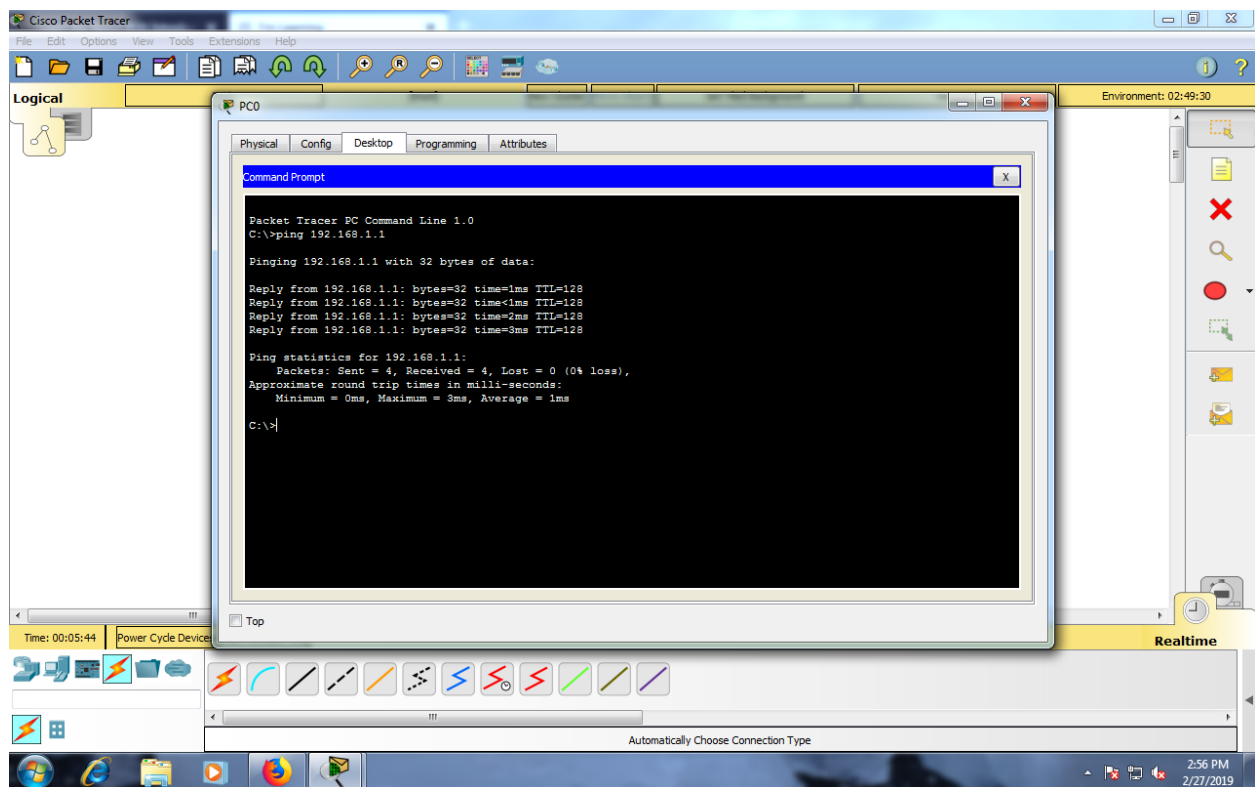 Cisco Packet Tracer
File Edit Options View Tools Extensions Help
Logical
Environment: 02:49:30
PC0
Physical Config Desktop Programming Attributes
Command Prompt
X
Packet Tracer PC Command Line 1.0
C:\>ping 192.168.1.1
Pinging 192.168.1.1 with 32 bytes of data:
Reply from 192.168.1.1: bytes=32 time=1ms TTL=128
Reply from 192.168.1.1: bytes=32 time<1ms TTL=128
Reply from 192.168.1.1: bytes=32 time=2ms TTL=128
Reply from 192.168.1.1: bytes=32 time=3ms TTL=128
Ping statistics for 192.168.1.1:
Packets: Sent = 4, Received = 4, Lost = 0 (0% loss),
Approximate round trip times in milli-seconds:
Minimum = 0ms, Maximum = 3ms, Average = 1ms
C:\>
Top
Time: 00:05:44 Power Cycle Device
Realtime
Automatically Choose Connection Type
2:56 PM
2/27/2019